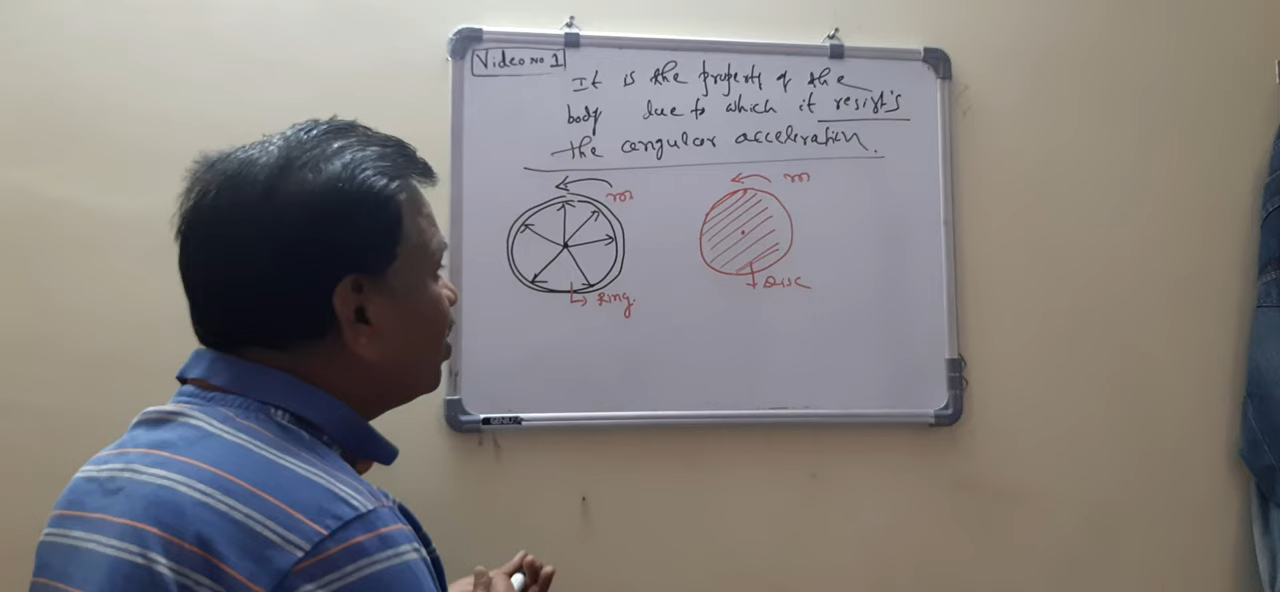 Video No 1
It is the property of the
body due to which it resist's
the angular acceleration.
m
m
Ring.
Disc
GENIUS